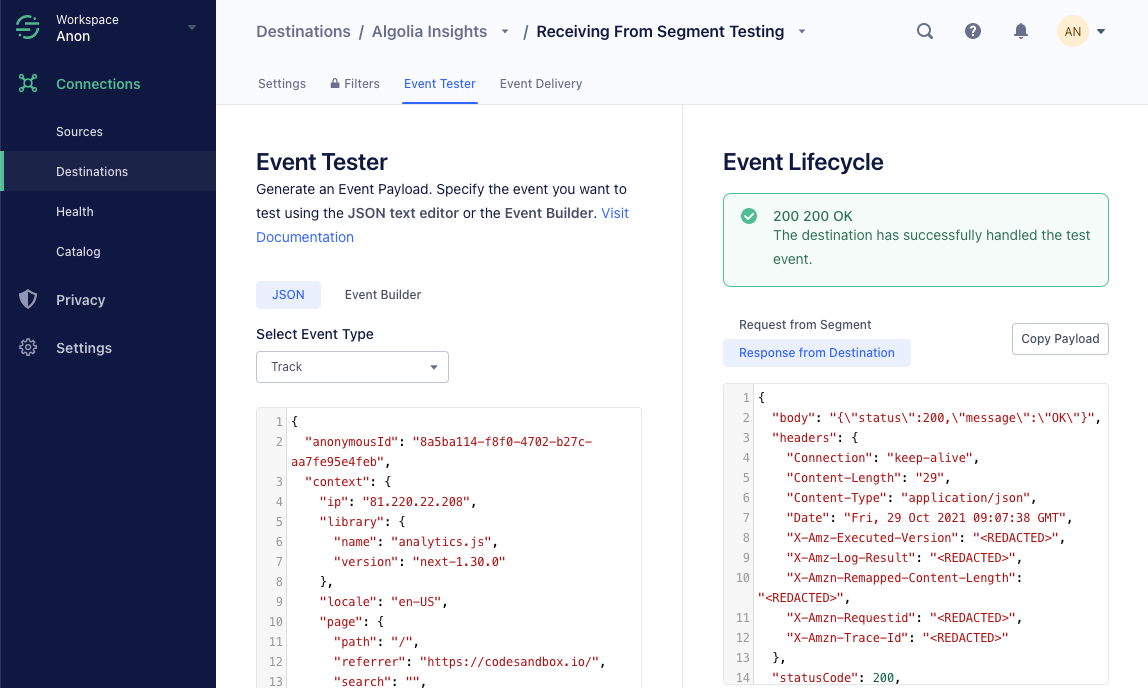 Workspace
Anon
Connections
Sources
Destinations
Health
Catalog
Privacy
Settings
Destinations / Algolia Insights / Receiving From Segment Testing
AN
Settings
Filters
Event Tester
Event Delivery
Event Tester
Generate an Event Payload. Specify the event you want to
test using the JSON text editor or the Event Builder. Visit
Documentation
JSON
Event Builder
Select Event Type
Track
1 {
2 "anonymousId": "8a5ba114-f8f0-4702-b27c-
aa7fe95e4feb",
3 "context": {
4 "ip": "81.220.22.208",
5 "library": {
6 "name": "analytics.js",
7 "version": "next-1.30.0"
8 },
9 "locale": "en-US",
10 "page": {
11 "path": "/",
12 "referrer": "https://codesandbox.io/",
13 "search": "",
Event Lifecycle
200 200 OK
The destination has successfully handled the test
event.
Request from Segment
Response from Destination
Copy Payload
1 {
2 "body": "{\"status\":200,\"message\":\"OK\"}",
3 "headers": {
4 "Connection": "keep-alive",
5 "Content-Length": "29",
6 "Content-Type": "application/json",
7 "Date": "Fri, 29 Oct 2021 09:07:38 GMT",
8 "X-Amz-Executed-Version": "<REDACTED>",
9 "X-Amz-Log-Result": "<REDACTED>",
10 "X-Amzn-Remapped-Content-Length":
"<REDACTED>",
11 "X-Amzn-Requestid": "<REDACTED>",
12 "X-Amzn-Trace-Id": "<REDACTED>"
13 },
14 "statusCode": 200,